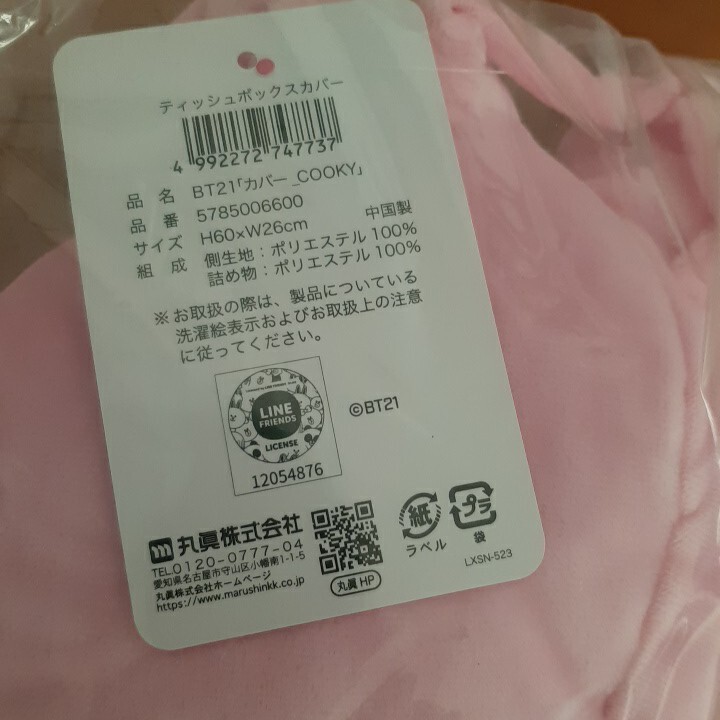 ティッシュボックスカバー
4 992272 747737
品名 BT21「カバー _COOKY」
品番 5785006600
サイズ H60×W26cm 中国製
組成 側生地：ポリエステル 100%
詰め物：ポリエステル 100%
※お取扱の際は、製品についている
洗濯絵表示およびお取扱上の注意
に従ってください。
LINE
FRIENDS
LICENSE
12054876
©BT21
丸眞株式会社
TEL.0120-0777-04
愛知県名古屋市守山区小幡南1-1-5
丸眞株式会社ホームページ
https://www.marushinkk.co.jp
丸眞 HP
紙
ラベル
プラ
袋
LXSN-523